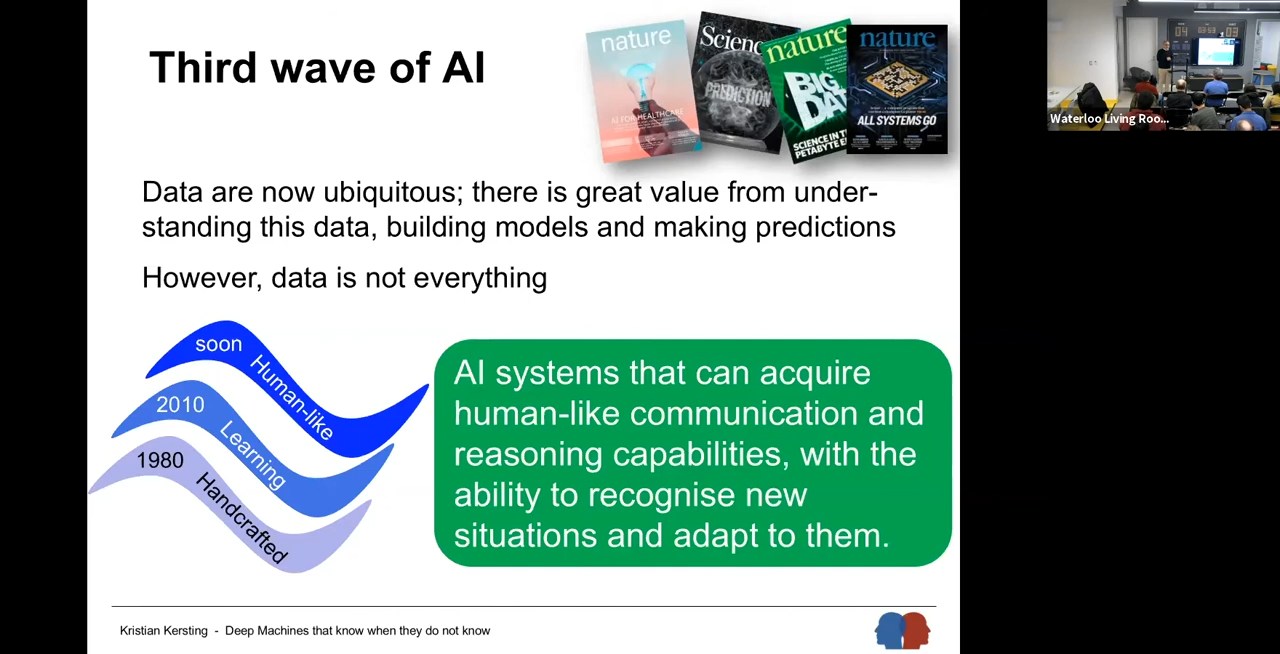 Third wave of AI
nature
AI FOR HEALTHCARE
Scienc
PREDICTION
nature
BIG
DAT
SCIENCE IN T
PETABYTE E
nature
ALL SYSTEMS GO
Waterloo Living Roo...
Data are now ubiquitous; there is great value from under-
standing this data, building models and making predictions
However, data is not everything
soon Human-like
2010 Learning
1980 Handcrafted
AI systems that can acquire
human-like communication and
reasoning capabilities, with the
ability to recognise new
situations and adapt to them.
Kristian Kersting - Deep Machines that know when they do not know